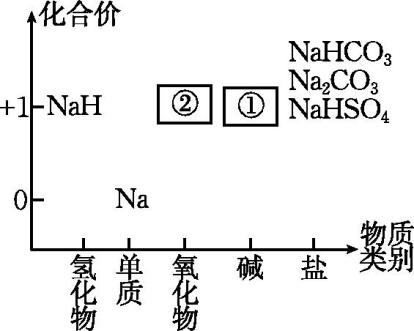 化合价
NaHCO₃
Na₂CO₃
+1 NaH ② ① NaHSO₄
0 Na
氢化物 单质 氧化物 碱 盐
物质
类别